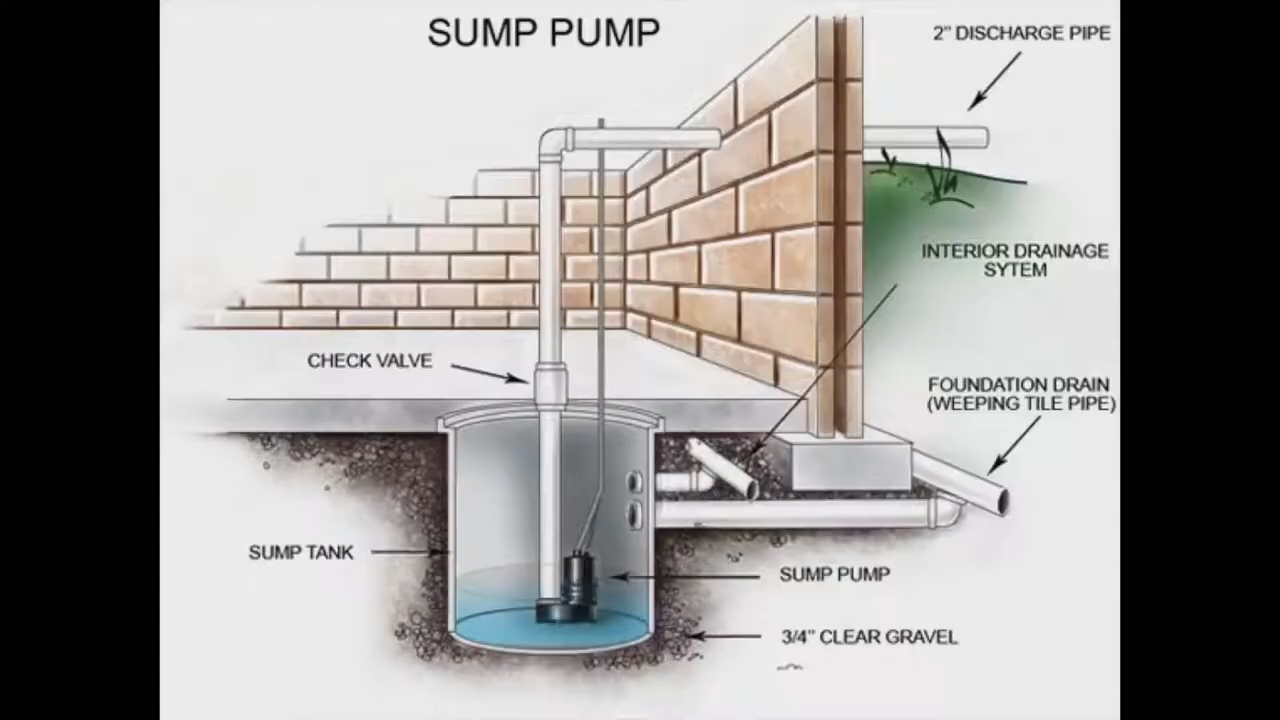 SUMP PUMP
2" DISCHARGE PIPE
INTERIOR DRAINAGE
SYTEM
CHECK VALVE
FOUNDATION DRAIN
(WEEPING TILE PIPE)
SUMP TANK
SUMP PUMP
3/4" CLEAR GRAVEL